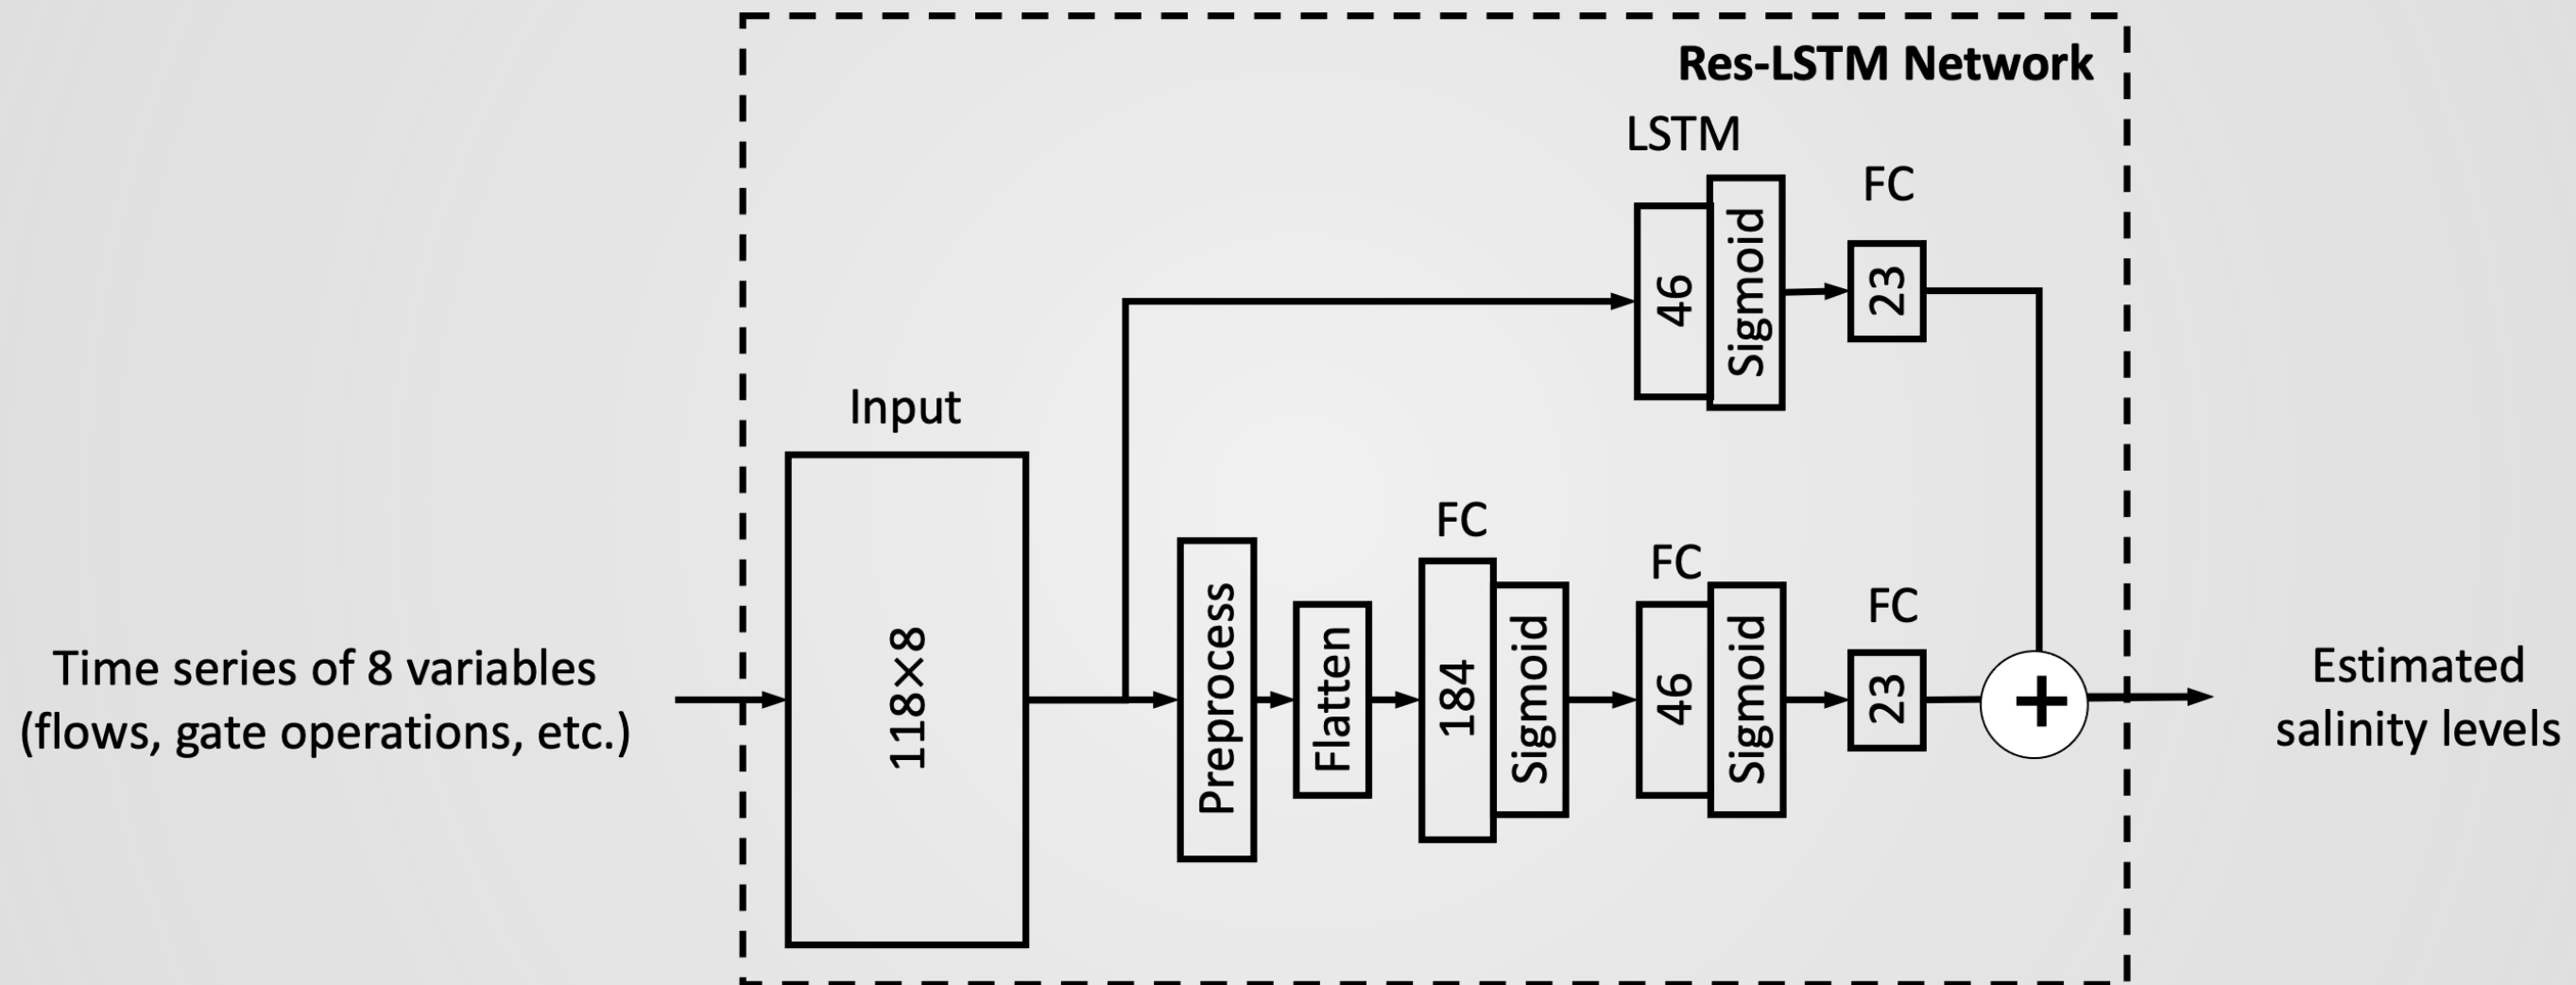 Res-LSTM Network
LSTM
46
Sigmoid
FC
23
Input
118×8
Time series of 8 variables
(flows, gate operations, etc.)
Preprocess
Flatten
FC
184
Sigmoid
FC
46
Sigmoid
FC
23
+
Estimated
salinity levels